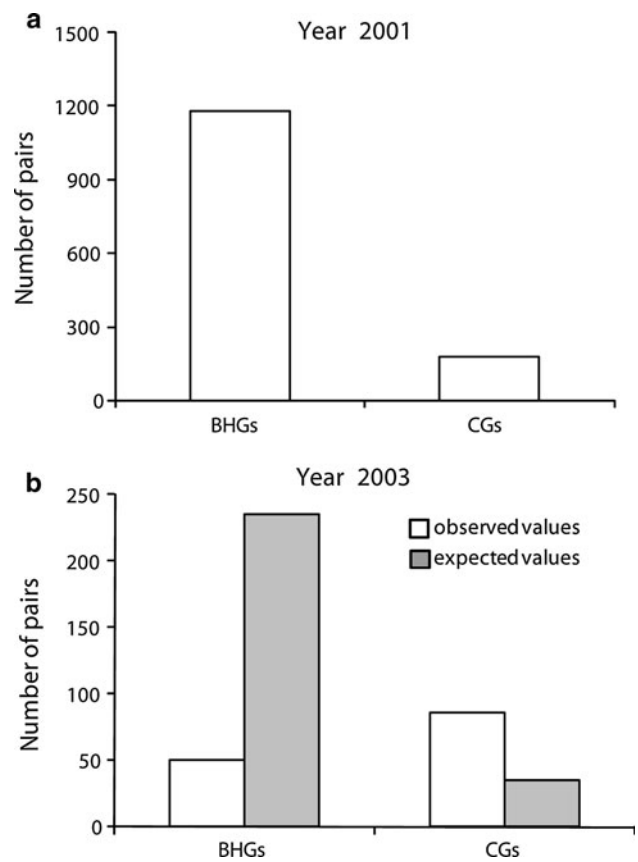 a
Year 2001
Number of pairs
1500
1200
900
600
300
0
BHGs
CGs
b
Year 2003
Number of pairs
250
200
150
100
50
0
observed values
expected values
BHGs
CGs